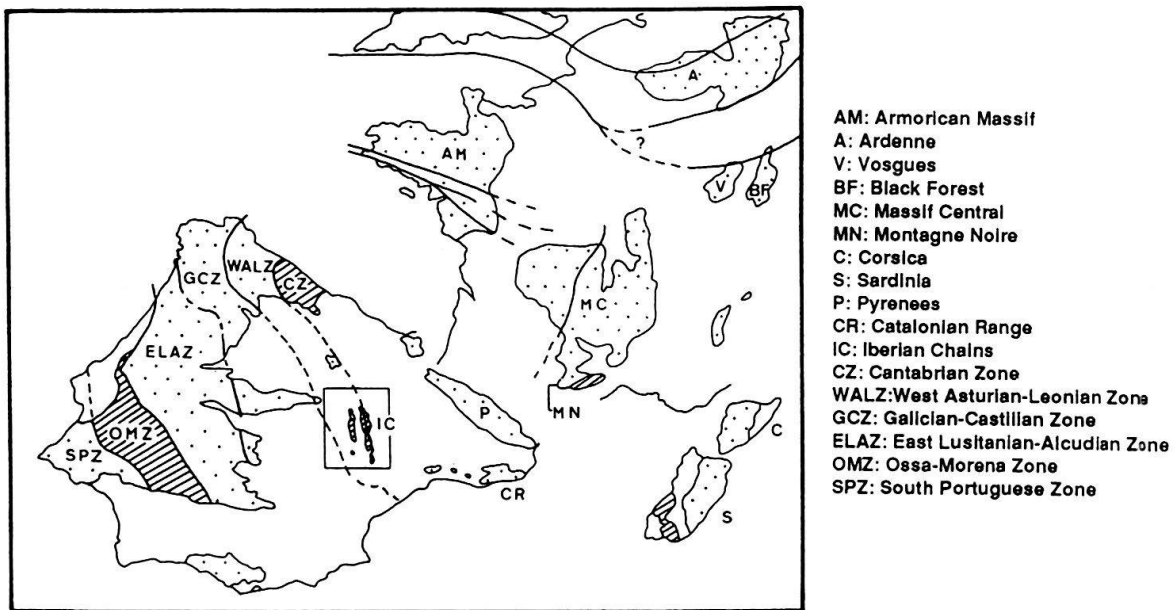 A
?
AM
V
BF
GCZ
WALZ
CZ
MC
ELAZ
P
MN
C
IC
OMZ
SPZ
CR
S
AM: Armorican Massif
A: Ardenne
V: Vosgues
BF: Black Forest
MC: Massif Central
MN: Montagne Noire
C: Corsica
S: Sardinia
P: Pyrenees
CR: Catalonian Range
IC: Iberian Chains
CZ: Cantabrian Zone
WALZ:West Asturian-Leonian Zone
GCZ: Galician-Castilian Zone
ELAZ: East Lusitanian-Alcudian Zone
OMZ: Ossa-Morena Zone
SPZ: South Portuguese Zone